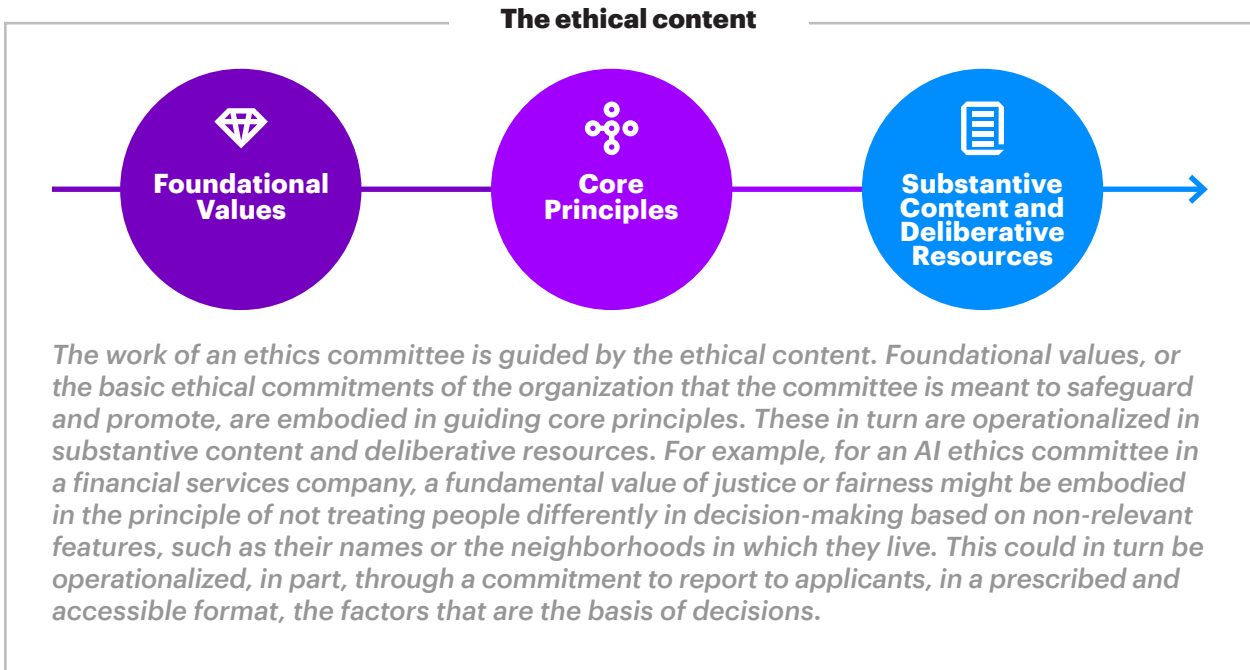 The ethical content
Foundational
Values
Core
Principles
Substantive
Content and
Deliberative
Resources
The work of an ethics committee is guided by the ethical content. Foundational values, or
the basic ethical commitments of the organization that the committee is meant to safeguard
and promote, are embodied in guiding core principles. These in turn are operationalized in
substantive content and deliberative resources. For example, for an AI ethics committee in
a financial services company, a fundamental value of justice or fairness might be embodied
in the principle of not treating people differently in decision-making based on non-relevant
features, such as their names or the neighborhoods in which they live. This could in turn be
operationalized, in part, through a commitment to report to applicants, in a prescribed and
accessible format, the factors that are the basis of decisions.